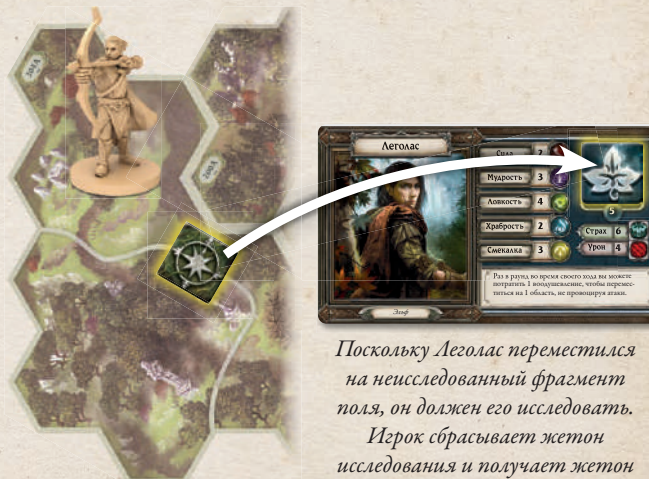 Леголас
Сила 2
Мудрость 3
Ловкость 4
Храбрость 2
Смекалка 3
5
Страх 6
Урон 4
Раз в раунд во время своего хода вы можете
потратить 1 воодушевление, чтобы перемес-
титься на 1 область, не провоцируя атаки.
Эльф
Поскольку Леголас переместился
на неисследованный фрагмент
поля, он должен его исследовать.
Игрок сбрасывает жетон
исследования и получает жетон